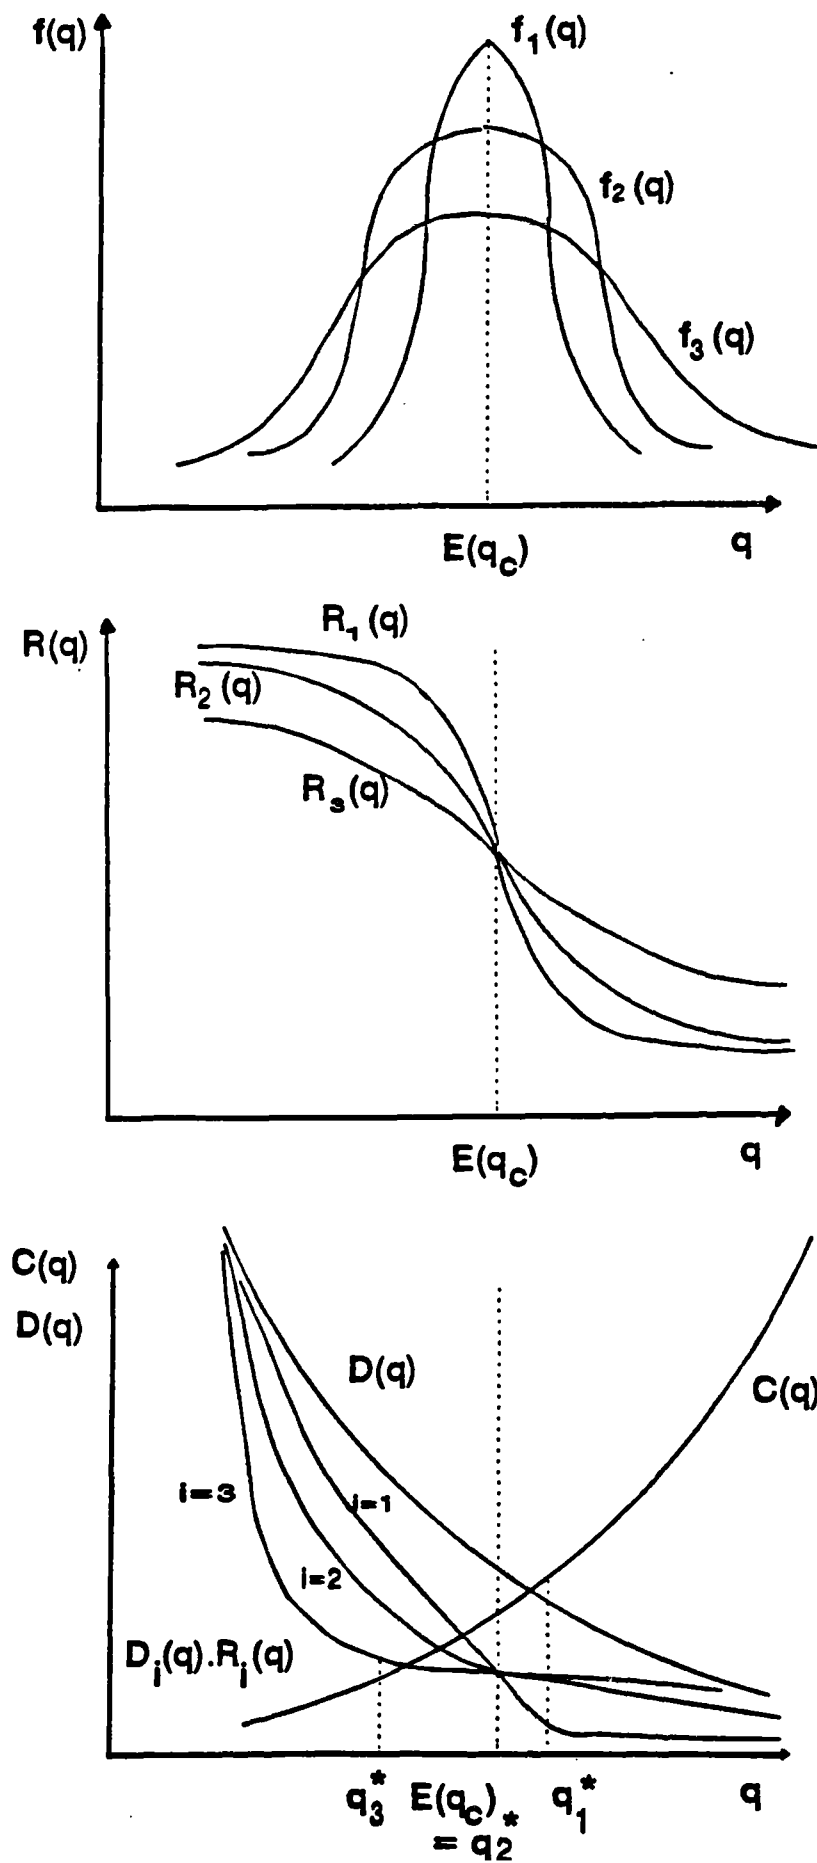 f(q)
f1(q)
f2(q)
f3(q)
E(qc)
q
R(q)
R1(q)
R2(q)
R3(q)
E(qc)
q
C(q)
D(q)
D(q)
C(q)
i=3
i=1
i=2
Di(q).Ri(q)
q3* E(qc) q1* q
= q2*